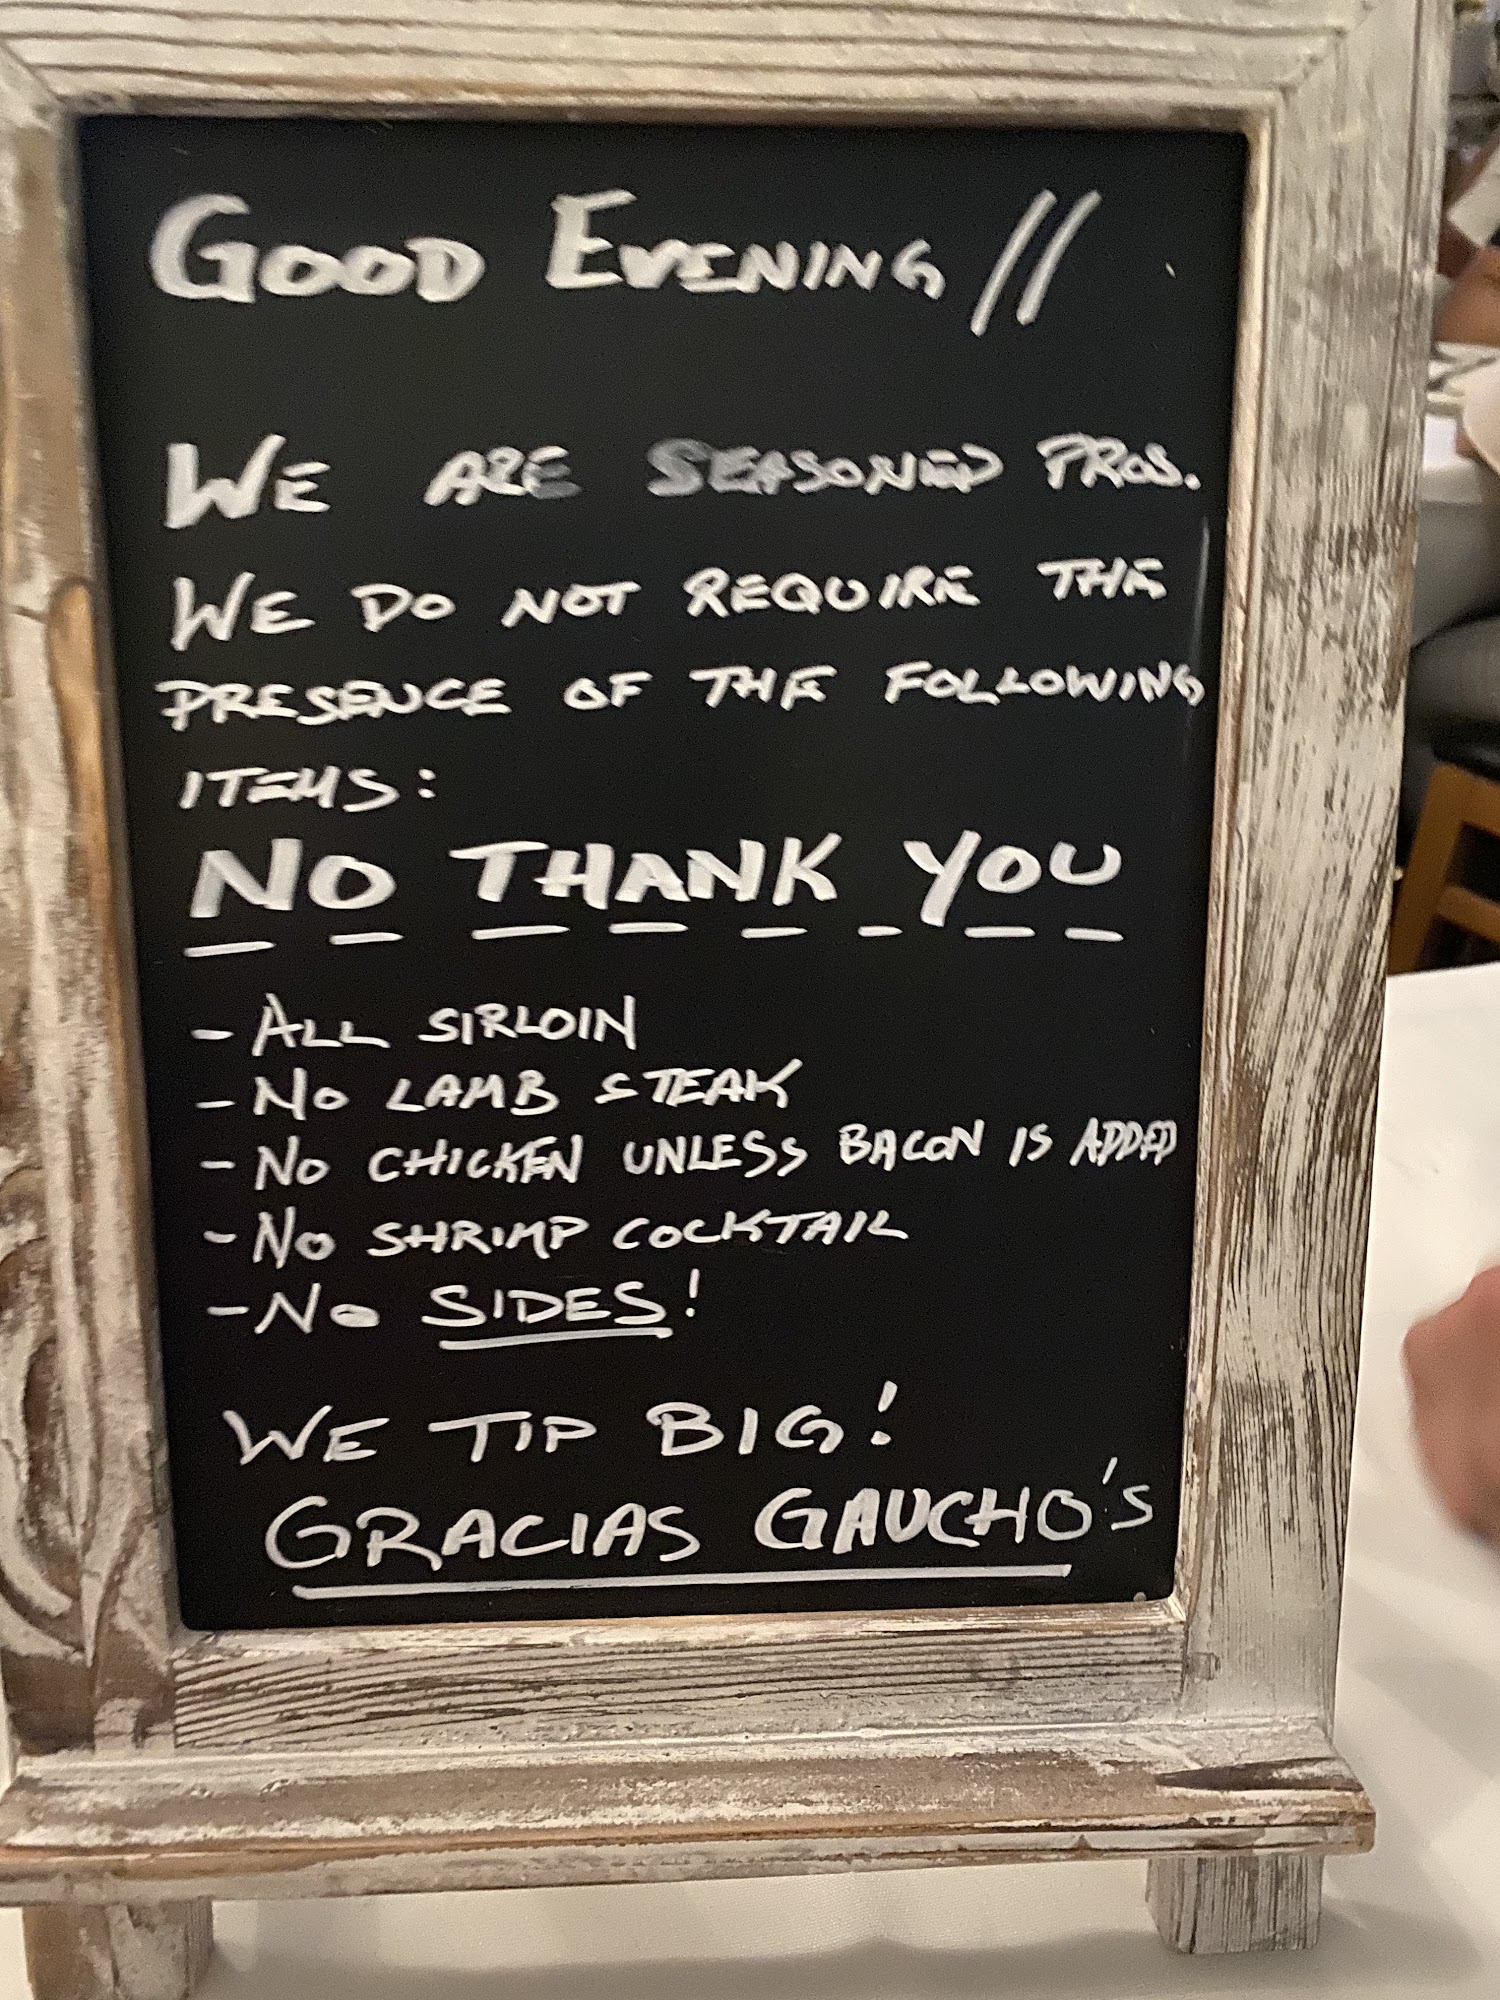 GOOD EVENING //
WE ARE SEASONED PROS.
WE DO NOT REQUIRE THE
PRESENCE OF THE FOLLOWING
ITEMS:
NO THANK YOU
- ALL SIRLOIN
- NO LAMB STEAK
- NO CHICKEN UNLESS BACON IS ADDED
- NO SHRIMP COCKTAIL
- NO SIDES!
WE TIP BIG!
GRACIAS GAUCHO'S